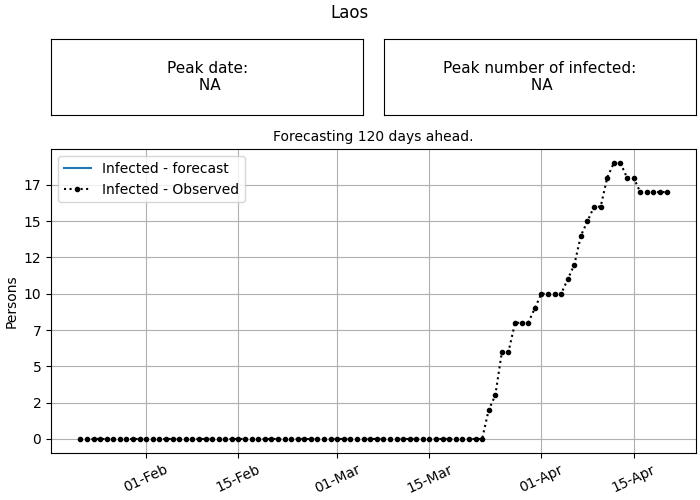 Laos
Peak date:
NA
Peak number of infected:
NA
Forecasting 120 days ahead.
Infected - forecast
Infected - Observed
Persons
17
15
12
10
7
5
2
0
01-Feb
15-Feb
01-Mar
15-Mar
01-Apr
15-Apr